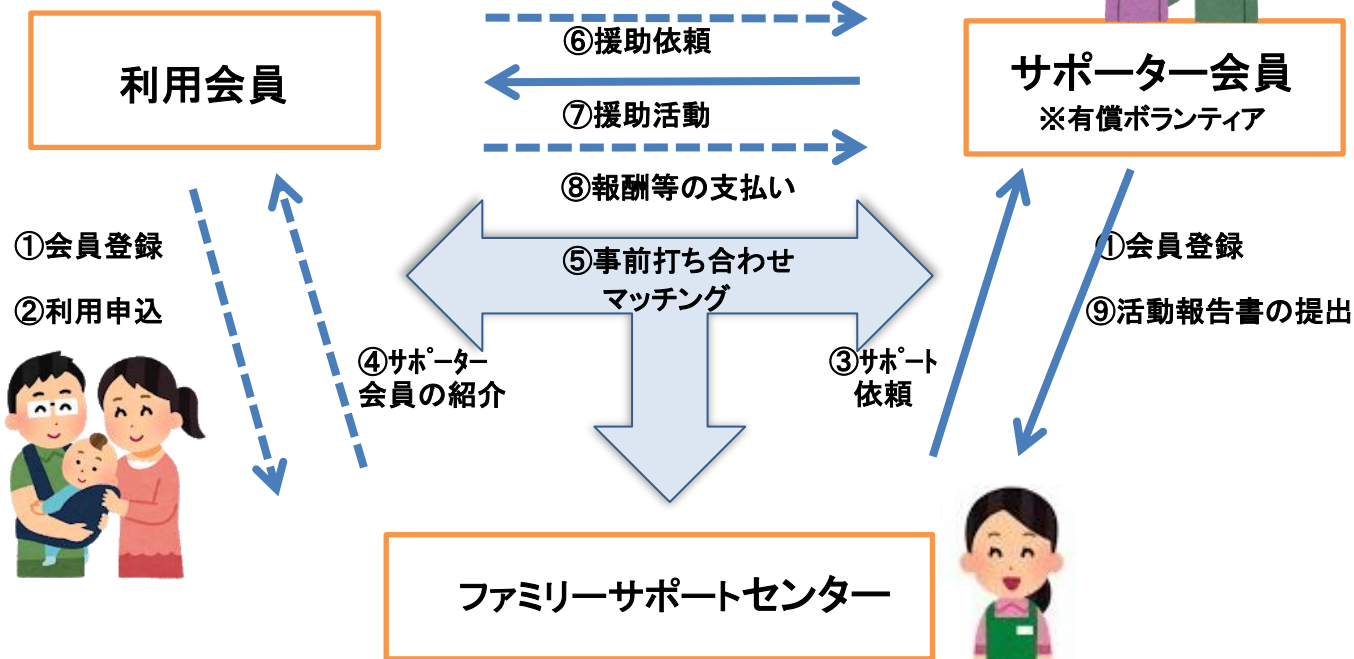 利用会員
⑥援助依頼
⑦援助活動
⑧報酬等の支払い
サポーター会員
※有償ボランティア
①会員登録
②利用申込
④ｻﾎﾟｰﾀｰ
会員の紹介
⑤事前打ち合わせ
マッチング
③ｻﾎﾟｰﾄ
依頼
①会員登録
⑨活動報告書の提出
ファミリーサポートセンター